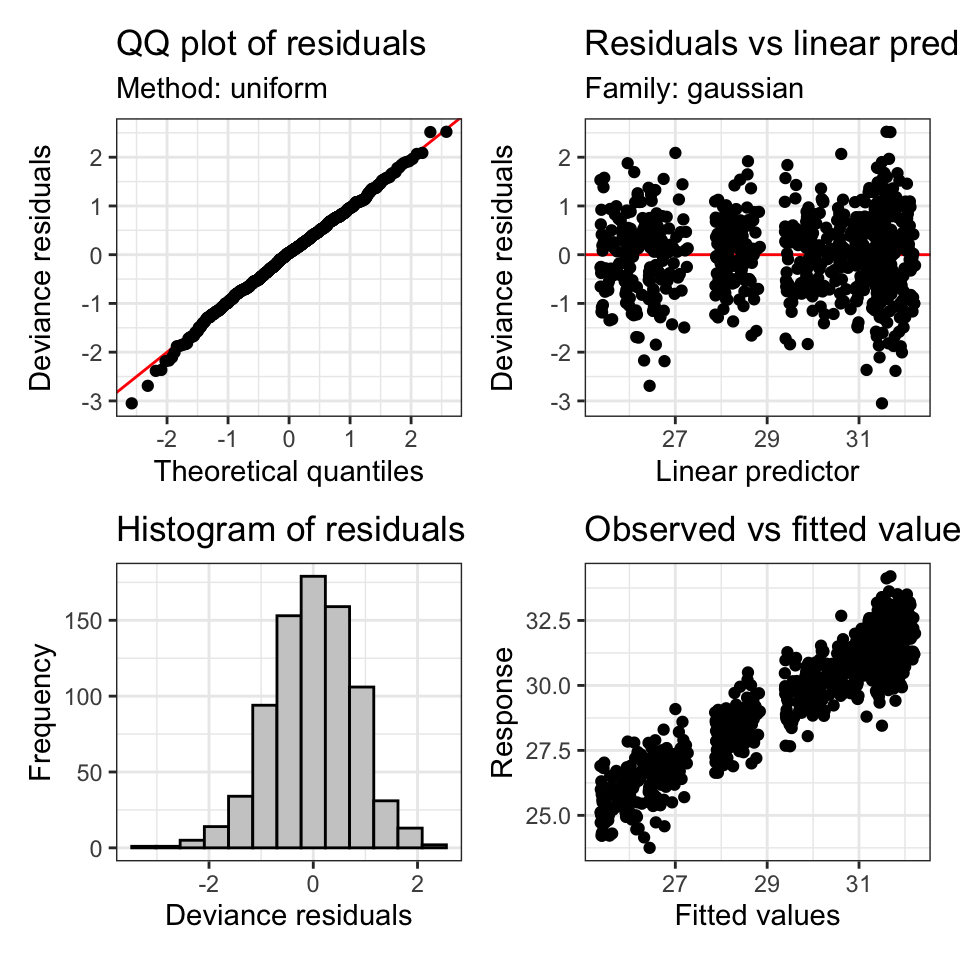 QQ plot of residuals
Method: uniform
Deviance residuals
2
1
0
-1
-2
-3
-2
-1
0
1
2
Theoretical quantiles
Residuals vs linear pred
Family: gaussian
Deviance residuals
2
1
0
-1
-2
-3
27
29
31
Linear predictor
Histogram of residuals
Frequency
150
100
50
0
-2
0
2
Deviance residuals
Observed vs fitted value
Response
32.5
30.0
27.5
25.0
27
29
31
Fitted values